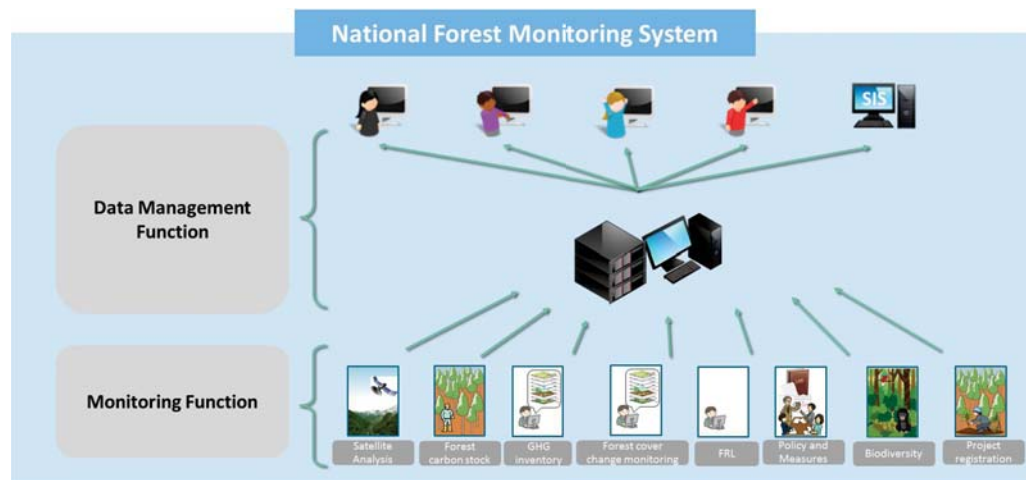 National Forest Monitoring System
SIS
Data Management
Function
Monitoring Function
Satellite
Analysis
Forest
carbon stock
GHG
inventory
Forest cover
change monitoring
FRL
Policy and
Measures
Biodiversity
Project
registration